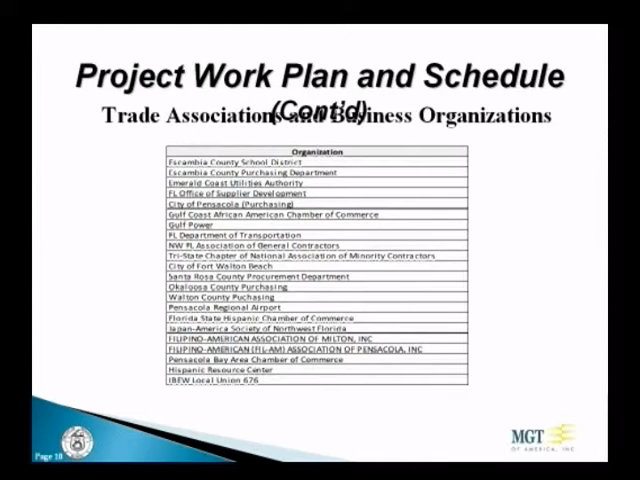 Project Work Plan and Schedule
(Cont'd)
Trade Associations and Business Organizations
Organization
Escambia County School District
Escambia County Purchasing Department
Emerald Coast Utilities Authority
FL Office of Supplier Development
City of Pensacola (Purchasing)
Gulf Coast African American Chamber of Commerce
Gulf Power
FL Department of Transportation
NW FL Association of General Contractors
Tri-State Chapter of National Association of Minority Contractors
City of Fort Walton Beach
Santa Rosa County Procurement Department
Okaloosa County Purchasing
Walton County Puchasing
Pensacola Regional Airport
Florida State Hispanic Chamber of Commerce
Japan-America Society of Northwest Florida
FILIPINO-AMERICAN ASSOCIATION OF MILTON, INC
FILIPINO-AMERICAN (FIL-AM) ASSOCIATION OF PENSACOLA, INC
Pensacola Bay Area Chamber of Commerce
Hispanic Resource Center
IBEW Local Union 676
Page 18
MGT
OF AMERICA, INC.